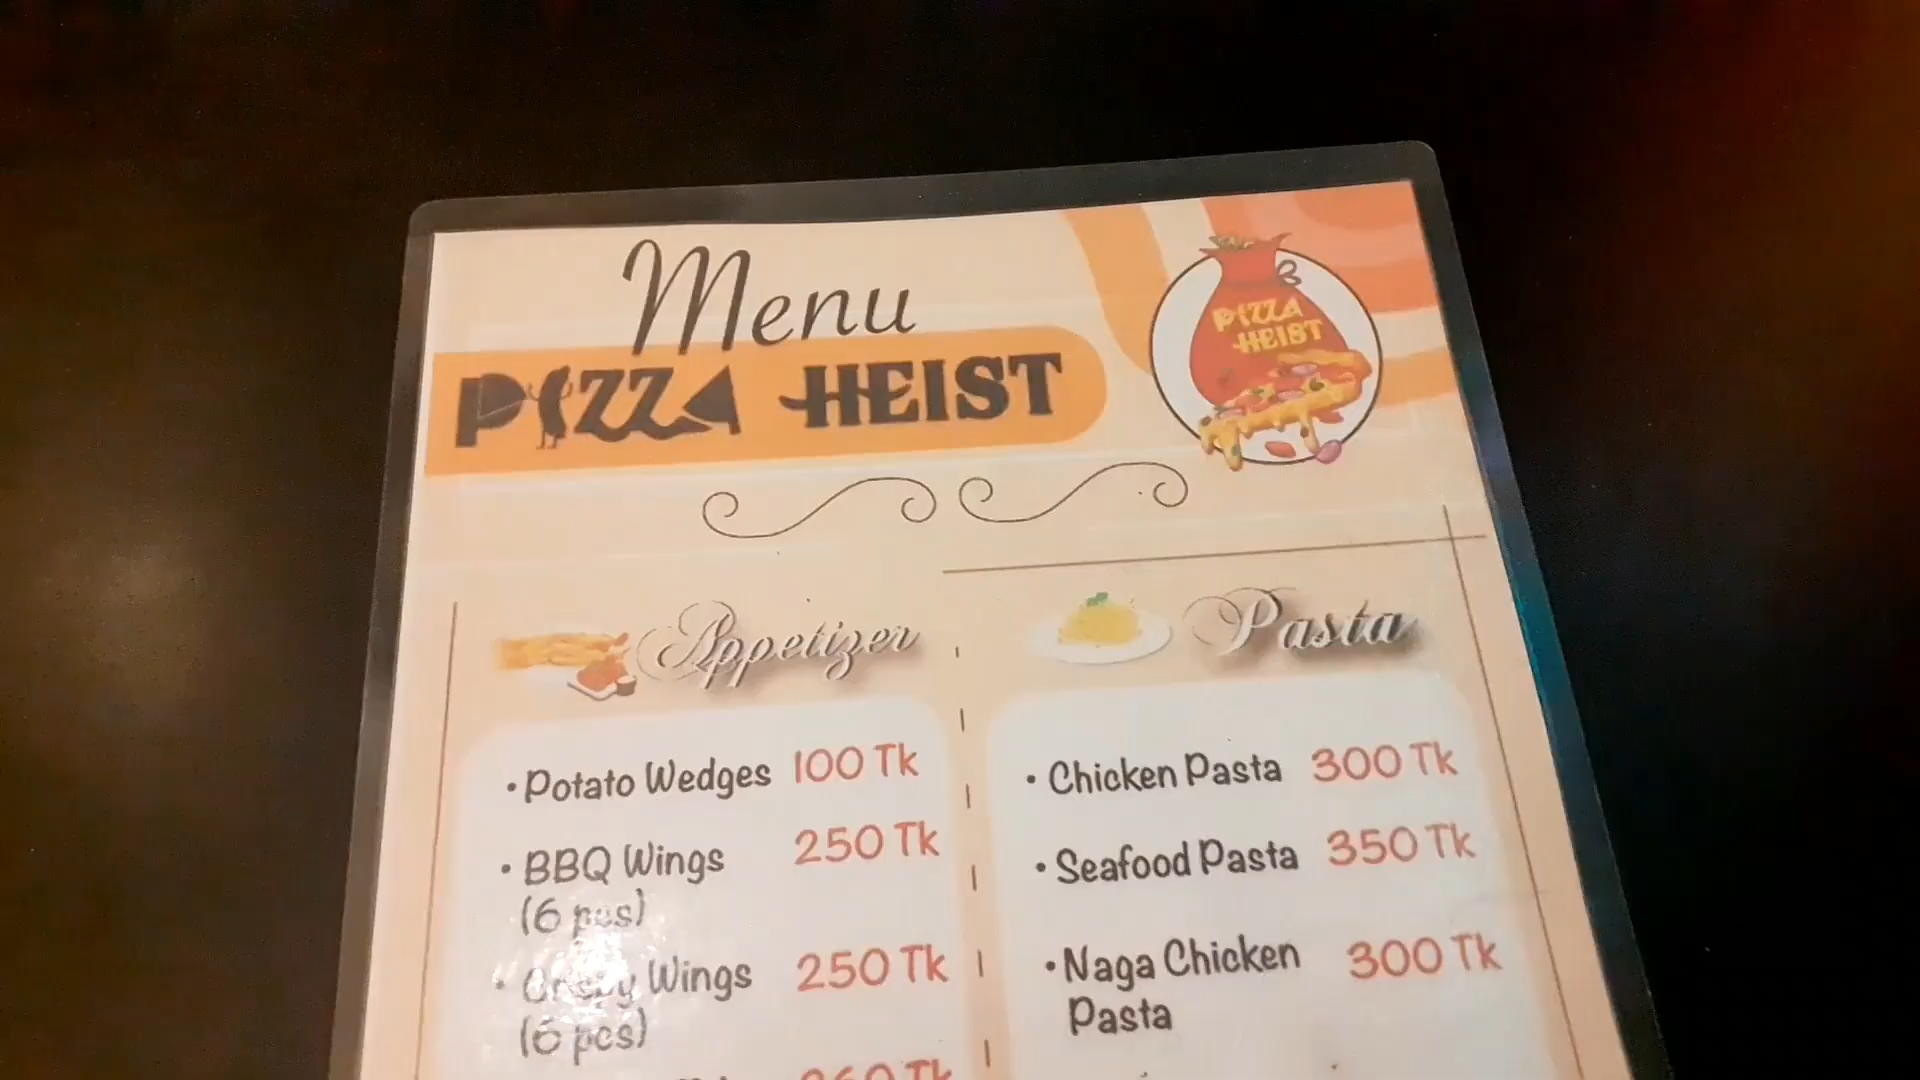 Menu
PIZZA HEIST
PIZZA
HEIST
Appetizer
• Potato Wedges 100 Tk
• BBQ Wings 250 Tk
(6 pcs)
• Crispy Wings 250 Tk
(6 pcs)
Pasta
• Chicken Pasta 300 Tk
• Seafood Pasta 350 Tk
• Naga Chicken 300 Tk
Pasta